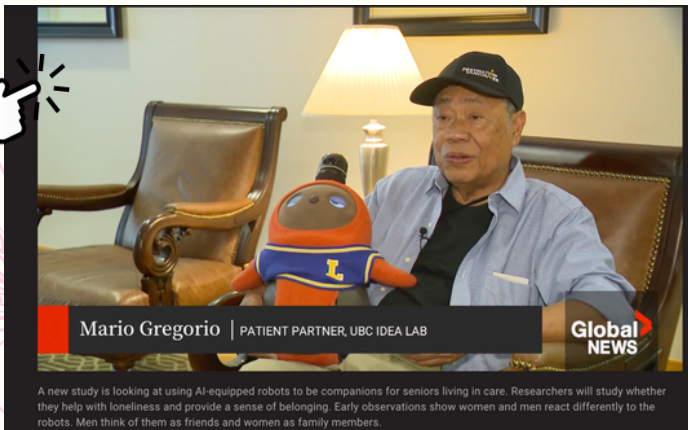 L
Mario Gregorio | PATIENT PARTNER, UBC IDEA LAB
Global
NEWS
A new study is looking at using AI-equipped robots to be companions for seniors living in care. Researchers will study whether
they help with loneliness and provide a sense of belonging. Early observations show women and men react differently to the
robots. Men think of them as friends and women as family members.